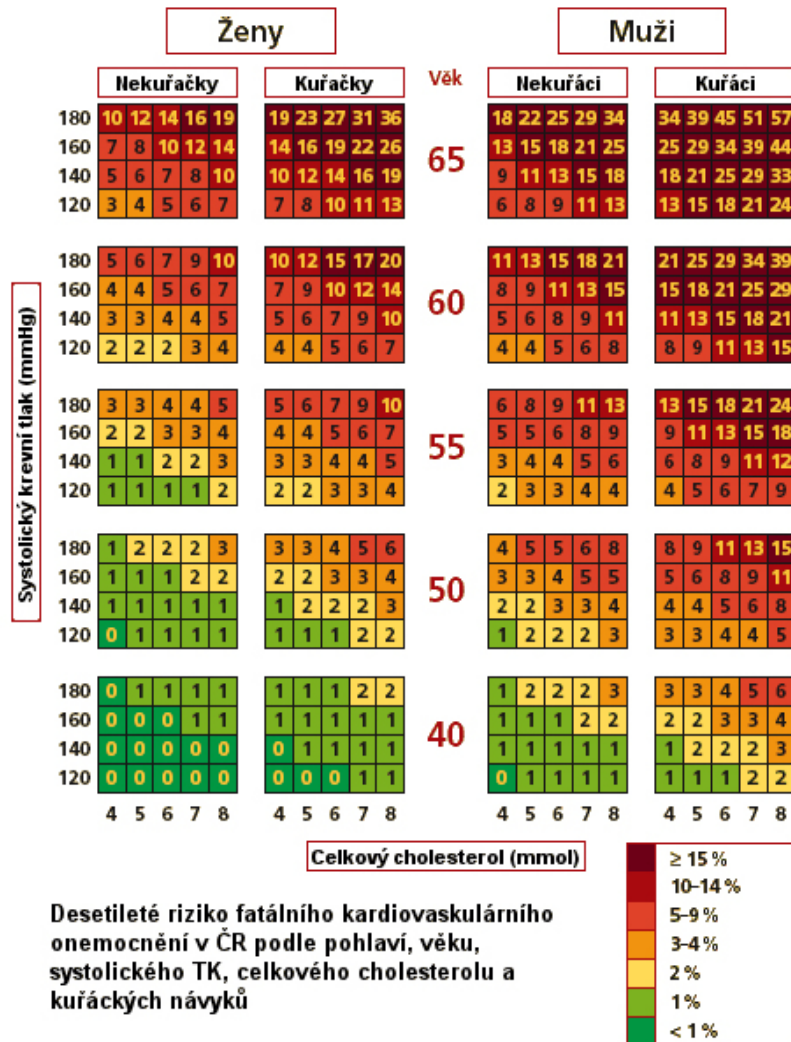 Ženy Muži
Nekuřačky Kuřačky Věk Nekuřáci Kuřáci
180 10 12 14 16 19 19 23 27 31 36 18 22 25 29 34 34 39 45 51 57
160 7 8 10 12 14 14 16 19 22 26 13 15 18 21 25 25 29 34 39 44
65
140 5 6 7 8 10 10 12 14 16 19 9 11 13 15 18 18 21 25 29 33
120 3 4 5 6 7 7 8 10 11 13 6 8 9 11 13 13 15 18 21 24
180 5 6 7 9 10 10 12 15 17 20 11 13 15 18 21 21 25 29 34 39
160 4 4 5 6 7 7 9 10 12 14 8 9 11 13 15 15 18 21 25 29
60
140 3 3 4 4 5 5 6 7 9 10 5 6 8 9 11 11 13 15 18 21
120 2 2 2 3 4 4 4 5 6 7 4 4 5 6 8 8 9 11 13 15
Systolický krevní tlak (mmHg)
180 3 3 4 4 5 5 6 7 9 10 6 8 9 11 13 13 15 18 21 24
160 2 2 3 3 4 4 4 5 6 7 5 5 6 8 9 9 11 13 15 18
55
140 1 1 2 2 3 3 3 4 4 5 3 4 4 5 6 6 8 9 11 12
120 1 1 1 1 2 2 2 3 3 4 2 3 3 4 4 4 5 6 7 9
180 1 2 2 2 3 3 3 4 5 6 4 5 5 6 8 8 9 11 13 15
160 1 1 1 2 2 2 2 3 3 4 3 3 4 5 5 5 6 8 9 11
50
140 1 1 1 1 1 1 2 2 2 3 2 2 3 3 4 4 4 5 6 8
120 0 1 1 1 1 1 1 1 2 2 1 2 2 2 3 3 3 4 4 5
180 0 1 1 1 1 1 1 1 2 2 1 2 2 2 3 3 3 4 5 6
160 0 0 0 1 1 1 1 1 1 1 1 1 1 2 2 2 2 3 3 4
40
140 0 0 0 0 0 0 1 1 1 1 1 1 1 1 1 1 2 2 2 3
120 0 0 0 0 0 0 0 0 1 1 0 1 1 1 1 1 1 1 2 2
4 5 6 7 8 4 5 6 7 8 4 5 6 7 8 4 5 6 7 8
Celkový cholesterol (mmol)
≥ 15 %
10–14 %
5–9 %
3–4 %
2 %
1 %
< 1 %
Desetileté riziko fatálního kardiovaskulárního
onemocnění v ČR podle pohlaví, věku,
systolického TK, celkového cholesterolu a
kuřáckých návyků